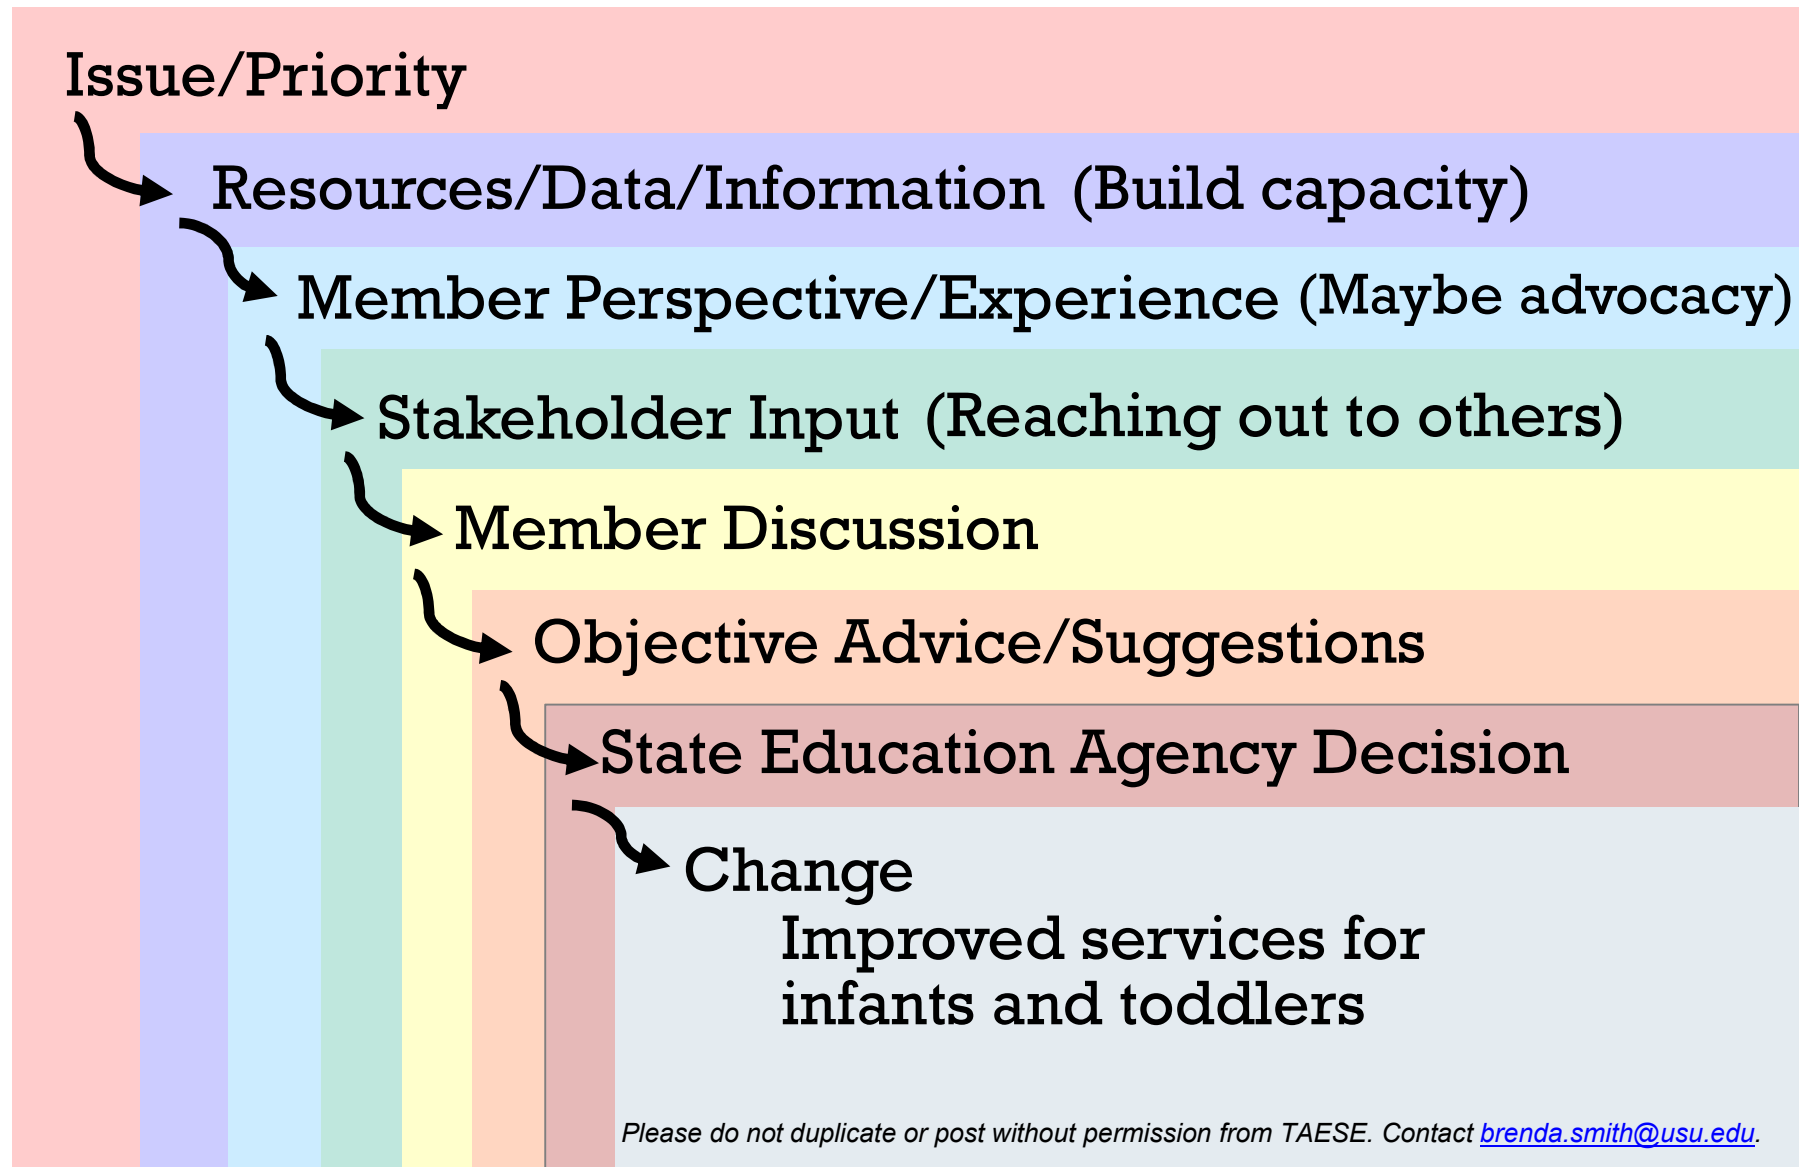 Issue/Priority
Resources/Data/Information (Build capacity)
Member Perspective/Experience (Maybe advocacy)
Stakeholder Input (Reaching out to others)
Member Discussion
Objective Advice/Suggestions
State Education Agency Decision
Change
Improved services for
infants and toddlers
Please do not duplicate or post without permission from TAESE. Contact brenda.smith@usu.edu.